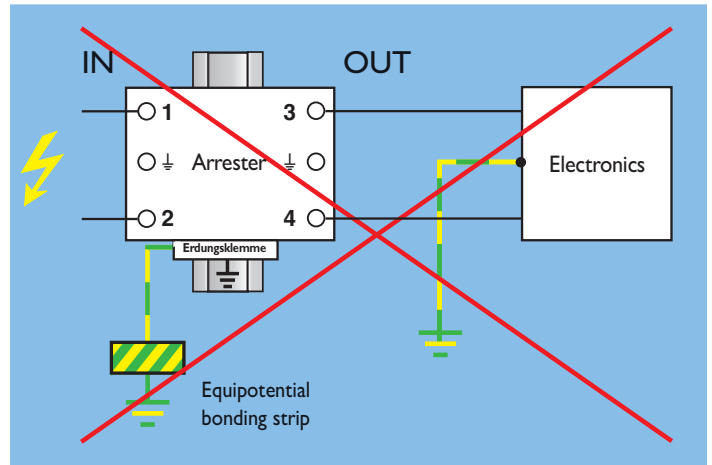 IN
OUT
1
3
Arrester
Electronics
2
4
Erdungsklemme
Equipotential
bonding strip